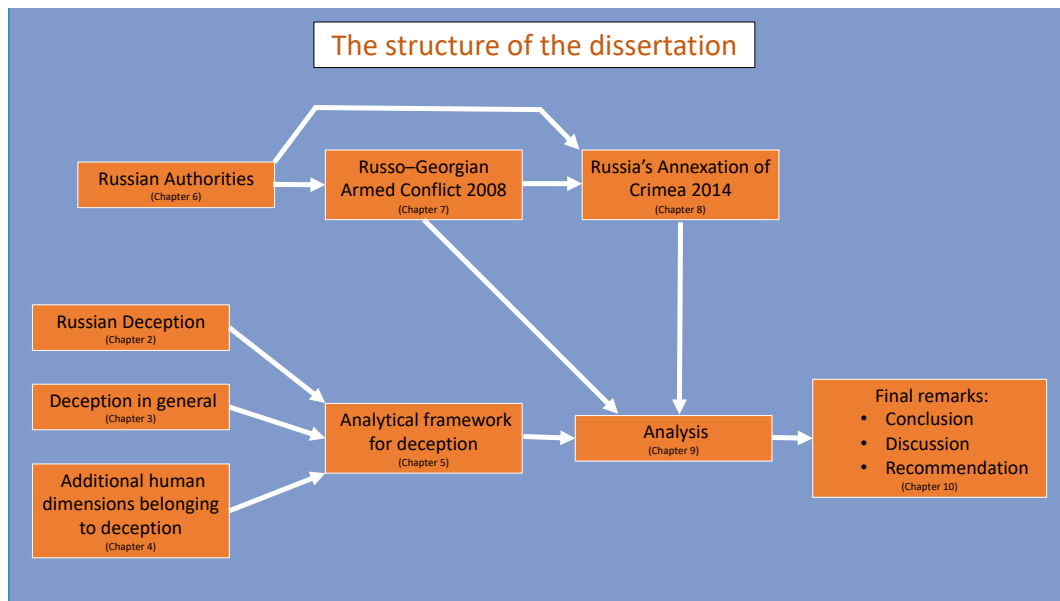 The structure of the dissertation
Russian Authorities
(Chapter 6)
Russo–Georgian
Armed Conflict 2008
(Chapter 7)
Russia’s Annexation of
Crimea 2014
(Chapter 8)
Russian Deception
(Chapter 2)
Deception in general
(Chapter 3)
Additional human
dimensions belonging
to deception
(Chapter 4)
Analytical framework
for deception
(Chapter 5)
Analysis
(Chapter 9)
Final remarks:
• Conclusion
• Discussion
• Recommendation
(Chapter 10)